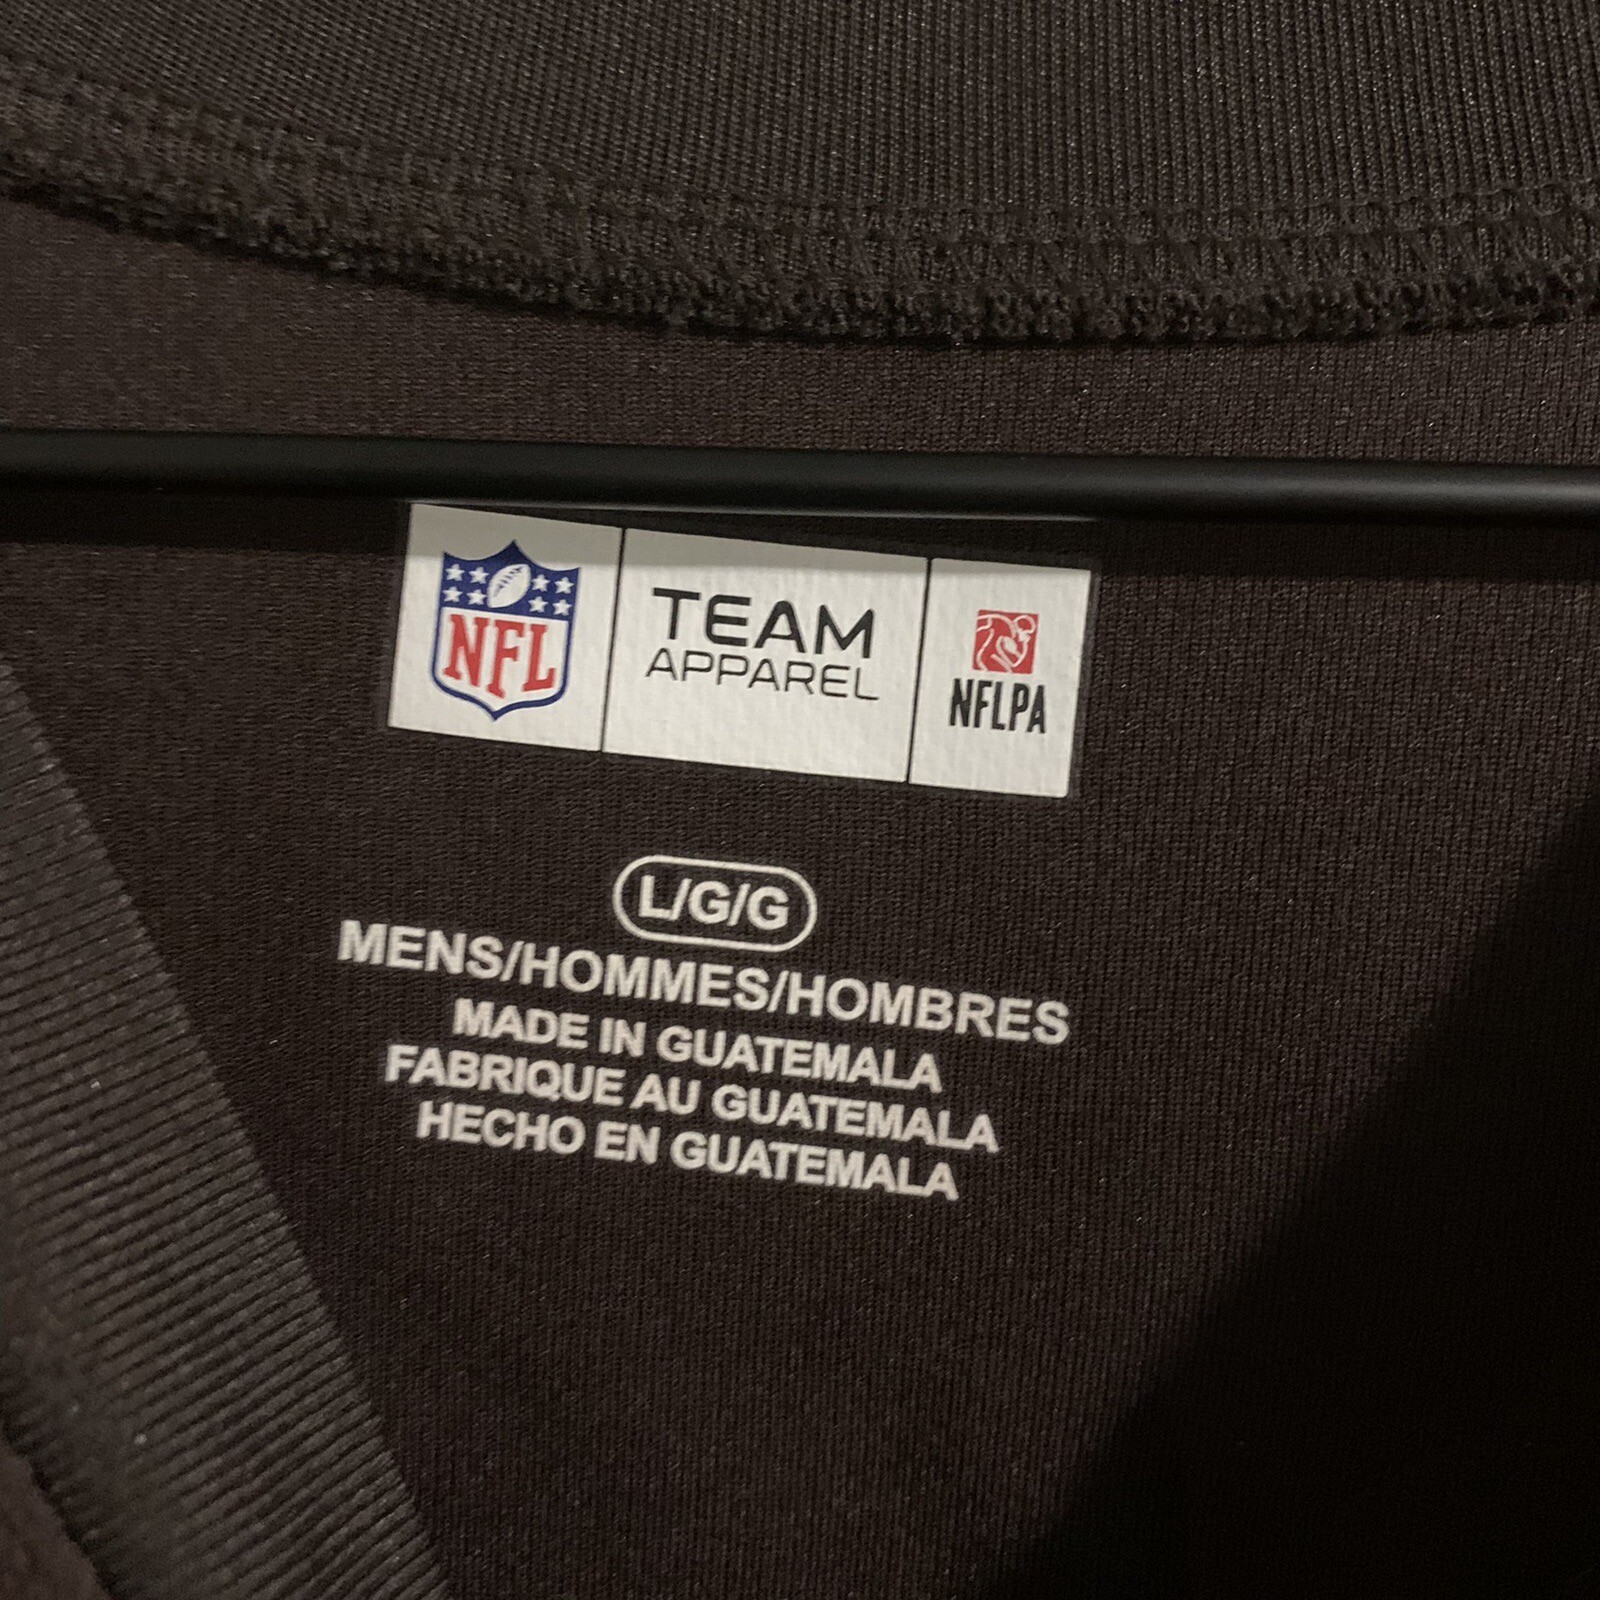 NFL
TEAM
APPAREL
NFLPA
L/G/G
MENS/HOMMES/HOMBRES
MADE IN GUATEMALA
FABRIQUE AU GUATEMALA
HECHO EN GUATEMALA